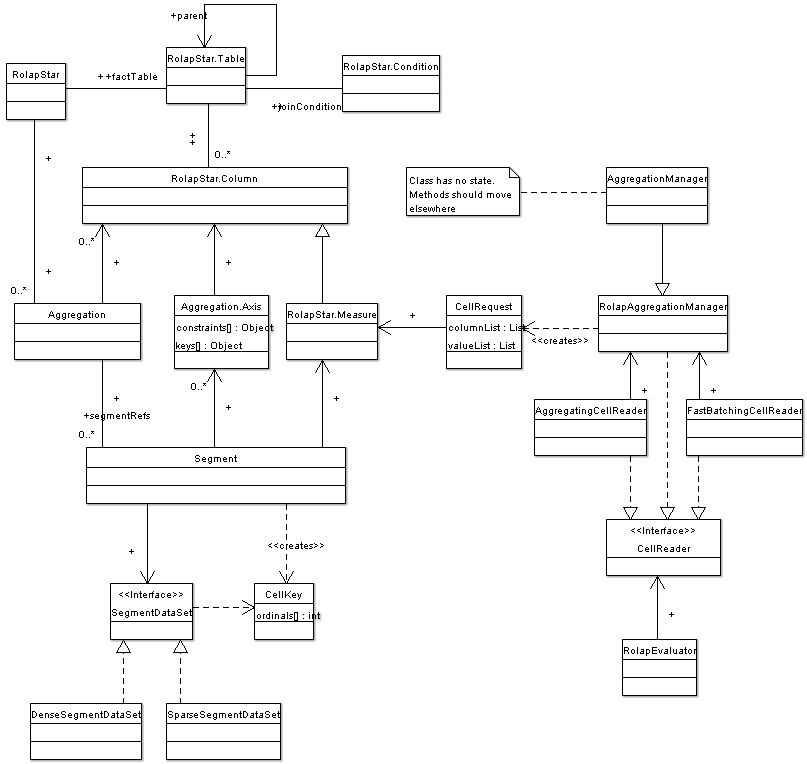 +parent
RolapStar.Table
RolapStar
+ +factTable
RolapStar.Condition
+joinCondition
+
+
0..*
+
RolapStar.Column
Class has no state.
Methods should move
elsewhere
AggregationManager
0..*
+
+
+
0..*
Aggregation
Aggregation.Axis
constraints[] : Object
keys[] : Object
RolapStar.Measure
+
CellRequest
columnList : List
valueList : List
<<creates>>
RolapAggregationManager
0..*
+
+segmentRefs
0..*
+
+
+
+
AggregatingCellReader
FastBatchingCellReader
Segment
<<Interface>>
CellReader
+
<<creates>>
<<Interface>>
SegmentDataSet
CellKey
ordinals[] : int
+
RolapEvaluator
DenseSegmentDataSet
SparseSegmentDataSet